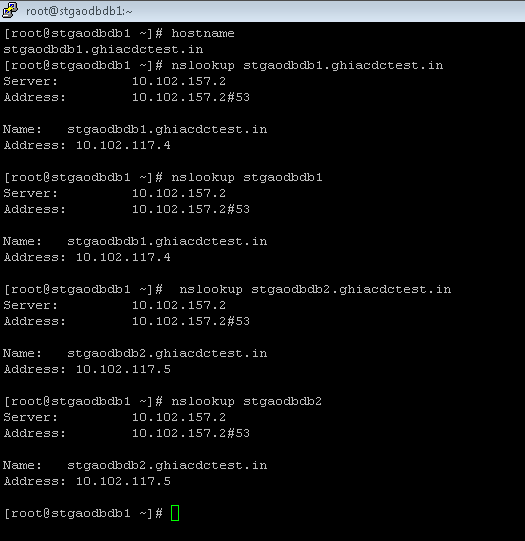 root@stgaodbdb1:~
[root@stgaodbdb1 ~]# hostname
stgaodbdb1.ghiacdctest.in
[root@stgaodbdb1 ~]# nslookup stgaodbdb1.ghiacdctest.in
Server:         10.102.157.2
Address:        10.102.157.2#53
Name:   stgaodbdb1.ghiacdctest.in
Address: 10.102.117.4
[root@stgaodbdb1 ~]# nslookup stgaodbdb1
Server:         10.102.157.2
Address:        10.102.157.2#53
Name:   stgaodbdb1.ghiacdctest.in
Address: 10.102.117.4
[root@stgaodbdb1 ~]#  nslookup stgaodbdb2.ghiacdctest.in
Server:         10.102.157.2
Address:        10.102.157.2#53
Name:   stgaodbdb2.ghiacdctest.in
Address: 10.102.117.5
[root@stgaodbdb1 ~]# nslookup stgaodbdb2
Server:         10.102.157.2
Address:        10.102.157.2#53
Name:   stgaodbdb2.ghiacdctest.in
Address: 10.102.117.5
[root@stgaodbdb1 ~]#